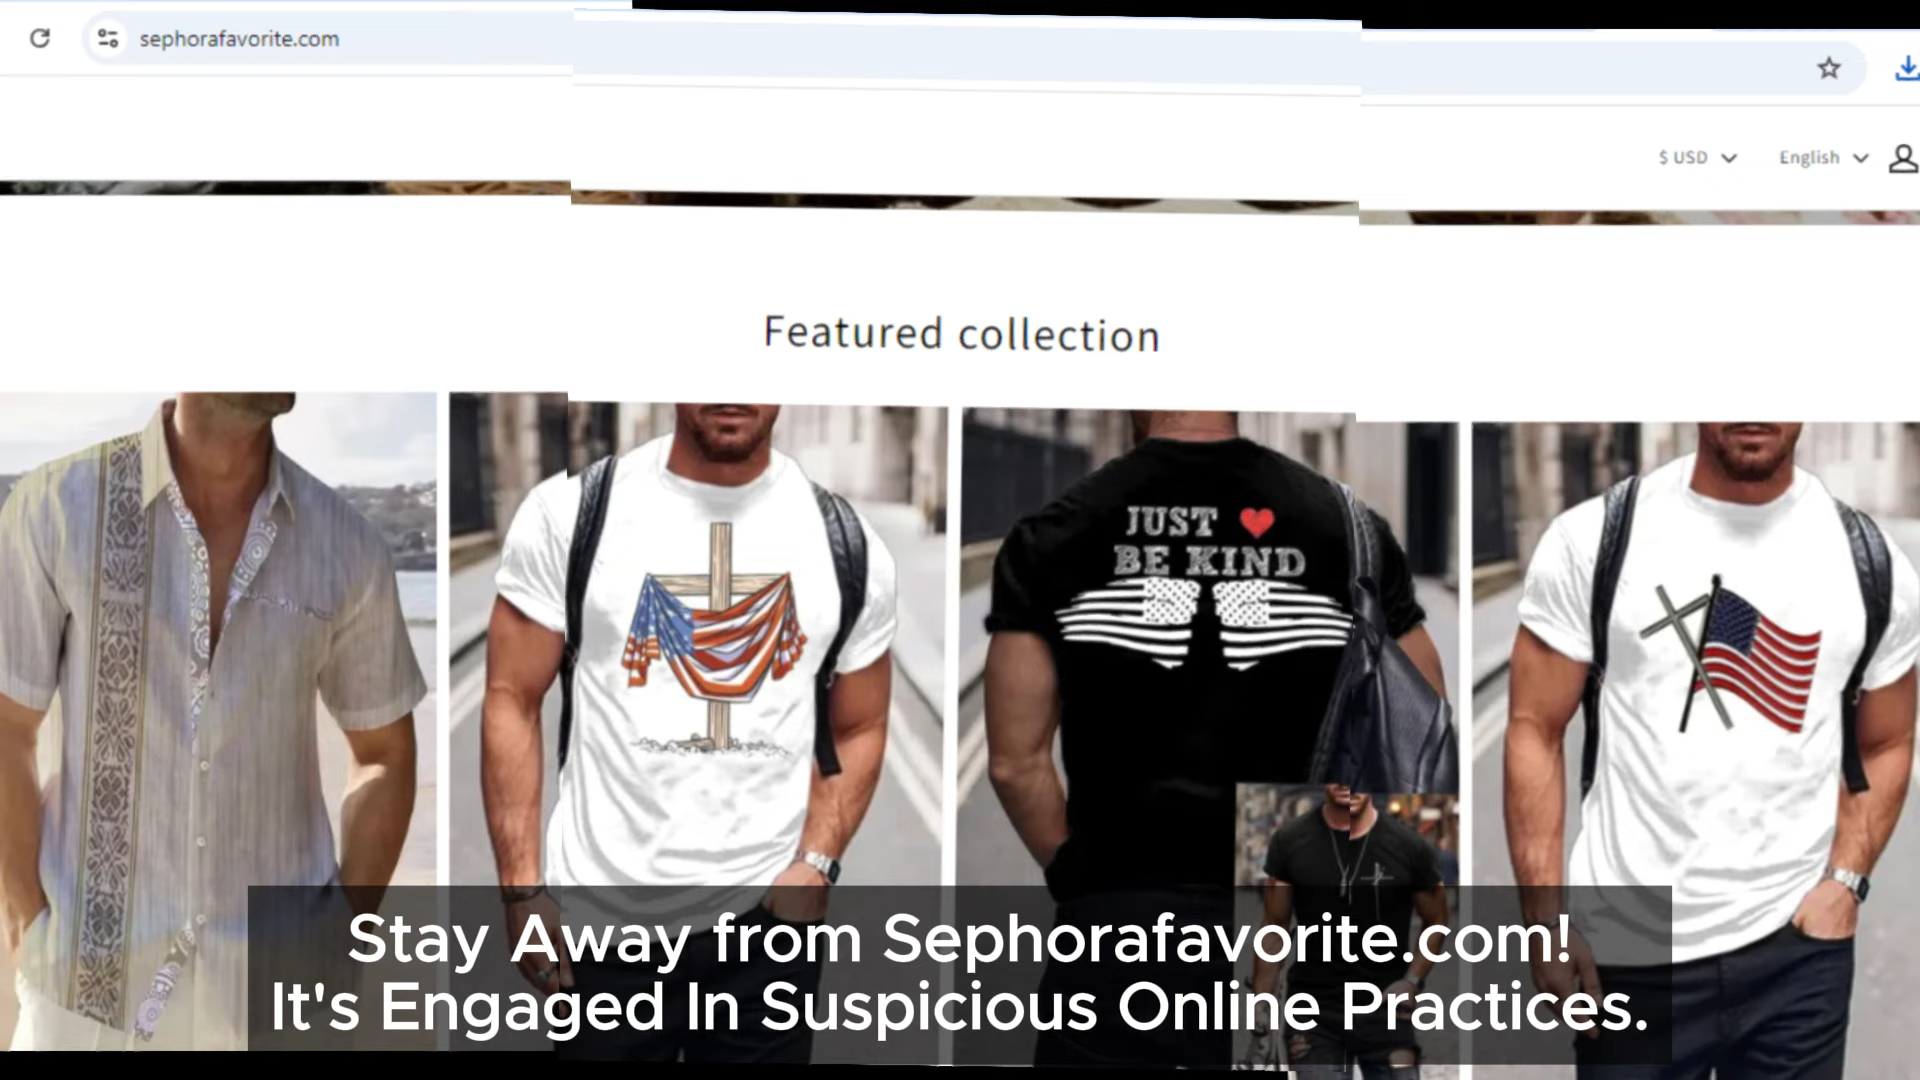 sephorafavorite.com
$ USD English
Featured collection
JUST
BE KIND
Stay Away from Sephorafavorite.com!
It's Engaged In Suspicious Online Practices.